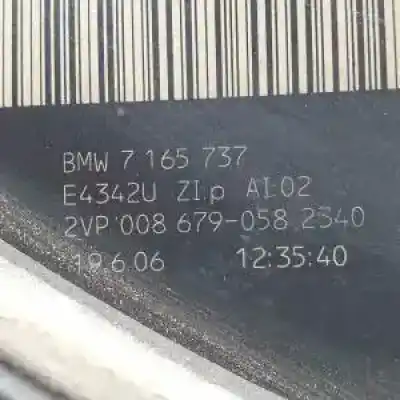 BMW 7 165 737
E4342U ZI.p AI:02
2VP 008 679-058 2340
19.6.06 12:35:40